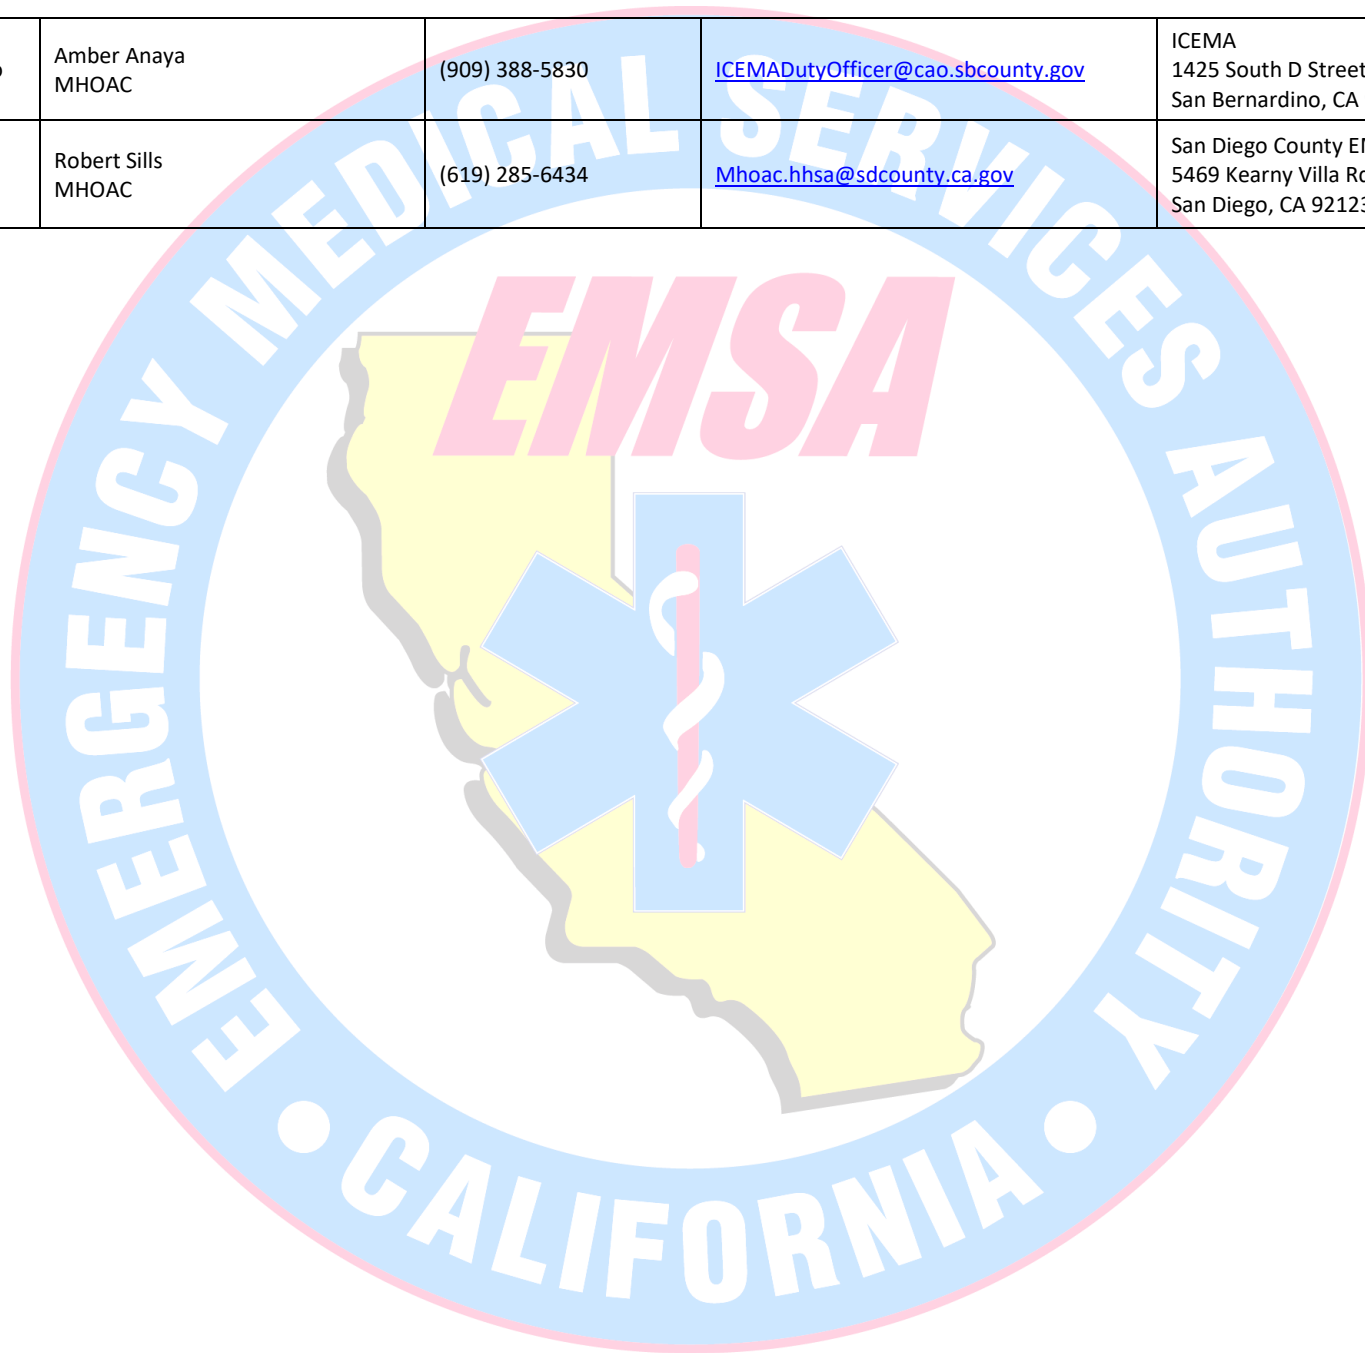 Amber Anaya
MHOAC
(909) 388-5830
ICEMADutyOfficer@cao.sbcounty.gov
ICEMA
1425 South D Street
San Bernardino, CA
Robert Sills
MHOAC
(619) 285-6434
Mhoac.hhsa@sdcounty.ca.gov
San Diego County
5469 Kearny Villa
San Diego, CA 92123
EMERGENCY MEDICAL SERVICES AUTHORITY
EMSA
• CALIFORNIA •